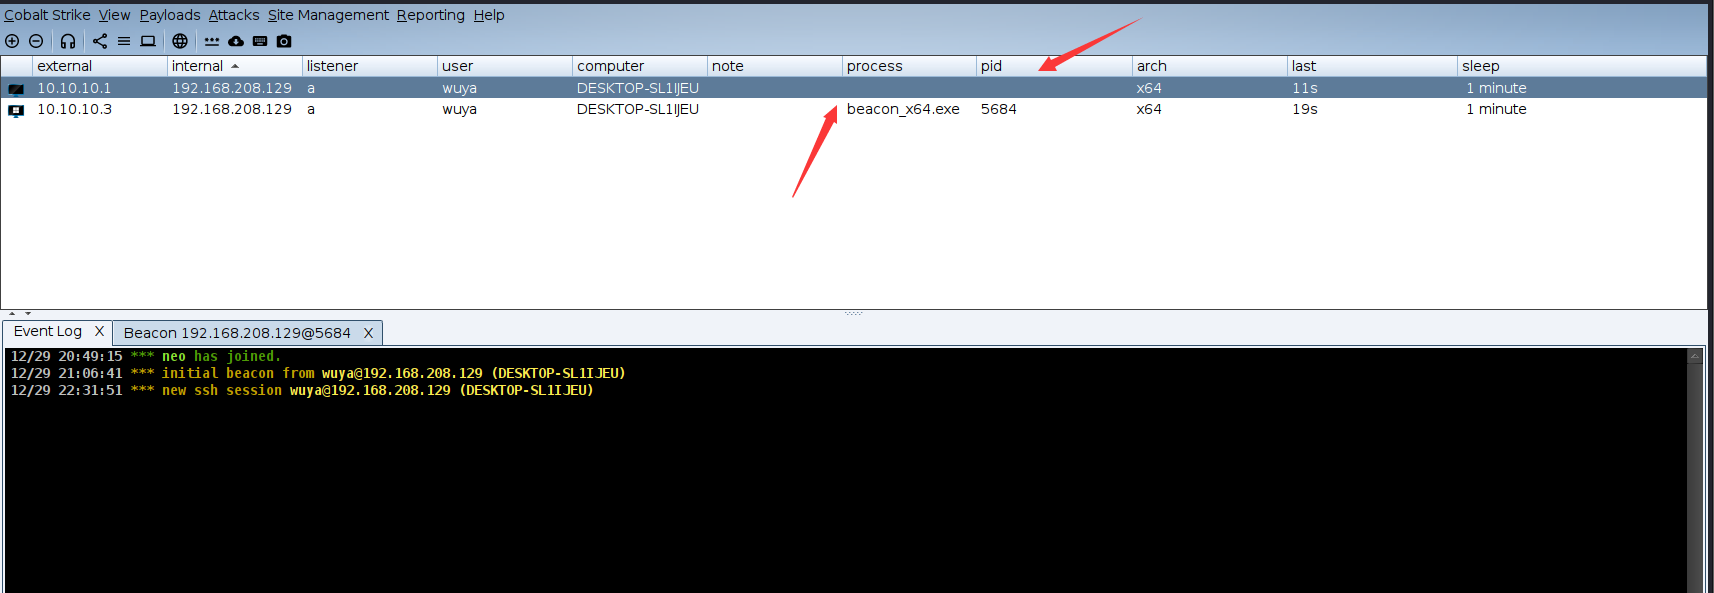 Cobalt Strike View Payloads Attacks Site Management Reporting Help
external internal listener user computer note process pid arch last sleep
10.10.10.1 192.168.208.129 a wuya DESKTOP-SL1IJEU x64 11s 1 minute
10.10.10.3 192.168.208.129 a wuya DESKTOP-SL1IJEU beacon_x64.exe 5684 x64 19s 1 minute
Event Log X Beacon 192.168.208.129@5684 X
12/29 20:49:15 *** neo has joined.
12/29 21:06:41 *** initial beacon from wuya@192.168.208.129 (DESKTOP-SL1IJEU)
12/29 22:31:51 *** new ssh session wuya@192.168.208.129 (DESKTOP-SL1IJEU)